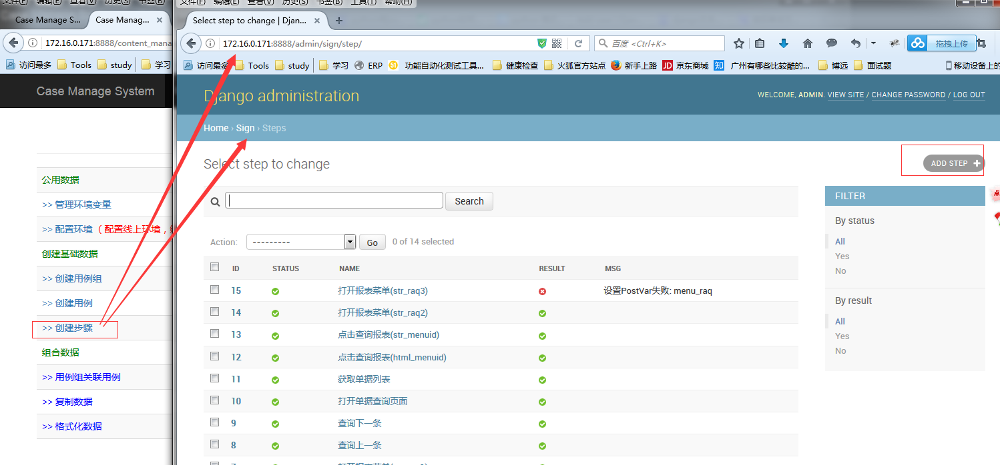 文件(F) 编辑(E) 查看(V) 历史(S) 书签(B)
Case Manage S... Case Manag... ×
172.16.0.171:8888/content_mana
访问最多 Tools study 学习
Case Manage System
公用数据
>> 管理环境变量
>> 配置环境（配置线上环境，
创建基础数据
>> 创建用例组
>> 创建用例
>> 创建步骤
组合数据
>> 用例组关联用例
>> 复制数据
>> 格式化数据
文件(F) 编辑(E) 查看(V) 历史(S) 书签(B) 工具(T) 帮助(H)
Select step to change | Djan... × +
172.16.0.171:8888/admin/sign/step/ 百度 <Ctrl+K> 拖拽上传
访问最多 Tools study 学习 ERP 功能自动化测试工具... 健康检查 火狐官方站点 新手上路 JD 京东商城 知 广州有哪些比较酷的... 博远 面试题 移动设备上的
Django administration
WELCOME, ADMIN. VIEW SITE / CHANGE PASSWORD / LOG OUT
Home › Sign › Steps
Select step to change
ADD STEP +
Search
Action: --------- Go 0 of 14 selected
ID STATUS NAME RESULT MSG
15 打开报表菜单(str_raq3) 设置PostVar失败: menu_raq
14 打开报表菜单(str_raq2)
13 点击查询报表(str_menuid)
12 点击查询报表(html_menuid)
11 获取单据列表
10 打开单据查询页面
9 查询下一条
8 查询上一条
FILTER
By status
All
Yes
No
By result
All
Yes
No
点